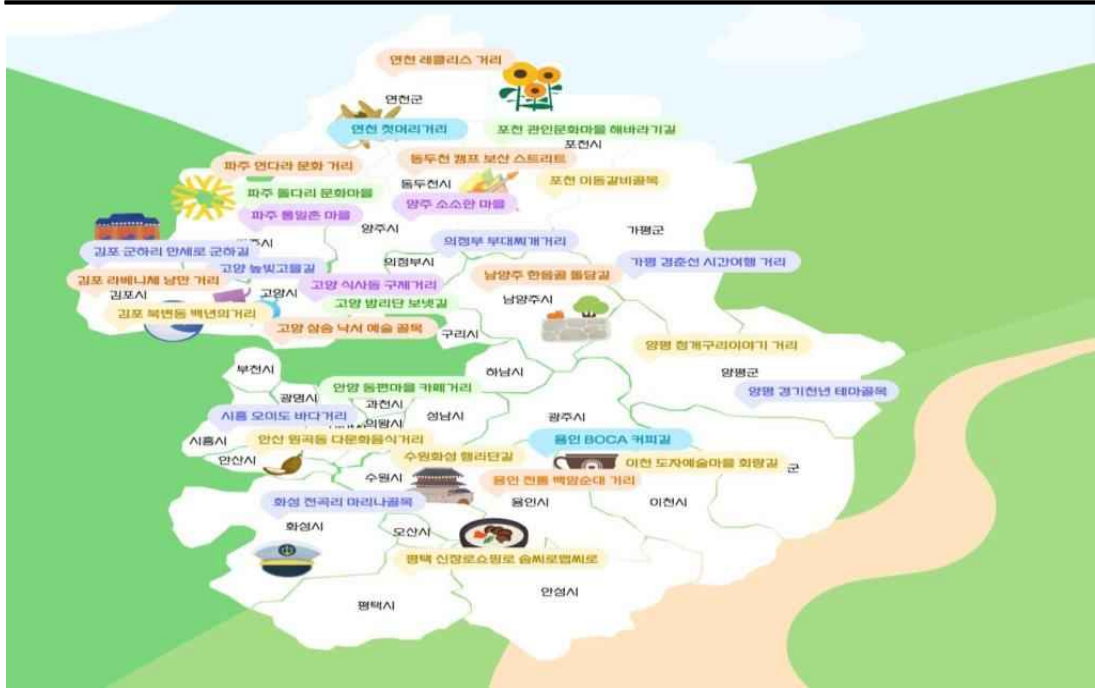 연천 레클리스 거리
연천군
연천 첫머리거리
포천 관인문화마을 해바라기길
포천시
파주 연다라 문화 거리
동두천 캠프 보산 스트리트
동두천시
포천 이동갈비골목
파주 돌다리 문화마을
양주 소소한 마을
파주 통일촌 마을
양주시
가평군
의정부 부대찌개거리
김포 군하리 만세로 군하길
의정부시
가평 경춘선 시간여행 거리
고양 높빛고을길
김포 라베니체 낭만 거리
고양 식사동 구제거리
남양주 한음골 돌담길
김포시
고양시
남양주시
고양 밤리단 보넷길
김포 북변동 백년의거리
고양 삼송 낙서 예술 골목
구리시
양평 청개구리이야기 거리
부천시
하남시
양평군
안양 동편마을 카페거리
양평 경기천년 테마골목
광명시
과천시
시흥 오이도 바다거리
성남시
광주시
의왕시
시흥시
안산 원곡동 다문화음식거리
용인 BOCA 커피길
안산시
수원화성 행리단길
이천 도자예술마을 회랑길
군
수원시
용인 전통 백암순대 거리
화성 전곡리 마리나골목
용인시
이천시
화성시
오산시
평택 신장로쇼핑로 솜씨로맵씨로
안성시
평택시